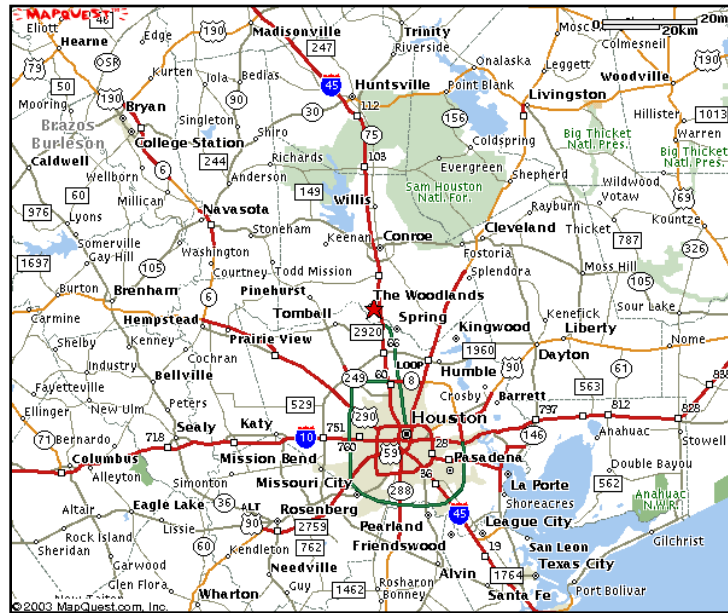 MAPQUEST
46
190
Madisonville
247
Trinity
Riverside
0
20mi
20km
Colmesneil
Elliott
Hearne
Edge
Onalaska
Leggett
190
OSR
Kurten
Iola
Bedias
45
Huntsville
Point Blank
Woodville
79
50
190
90
112
Livingston
Mooring
Bryan
Singleton
30
75
156
Hillister
1013
Brazos
Burleson
College Station
Shiro
Coldspring
Big Thicket
Natl. Pres.
Warren
Caldwell
244
Richards
103
Evergreen
Big Thicket
Natl. Pres.
Wellborn
6
Anderson
149
Sam Houston
Natl. For.
Shepherd
60
Millican
Willis
Wildwood
Votaw
69
976
Lyons
Navasota
Rayburn
Kountze
Somerville
Stoneham
Keenan
Conroe
Cleveland
Thicket
787
Gay Hill
Washington
Fostoria
326
1697
105
Courtney
Todd Mission
Splendora
Moss Hill
105
Burton
Brenham
6
Pinehurst
The Woodlands
Sour Lake
Carmine
Hempstead
Tomball
Spring
Kenefick
Shelby
Kenney
Prairie View
2920
66
Kingwood
Liberty
Nome
Industry
Cochran
LOOP
1960
Dayton
Fayetteville
Bellville
249
60
8
Humble
90
61
New Ulm
Peters
529
Crosby
Barrett
563
Ellinger
290
Houston
797
812
828
71
Bernardo
718
Sealy
Katy
751
10
760
59
28
146
Anahuac
Stowell
Columbus
Mission Bend
Pasadena
Double Bayou
Alleyton
Simonton
Missouri City
36
La Porte
562
Eagle Lake
36
ALT
288
Shoreacres
Anahuac
N.W.R.
Altair
90
Rosenberg
45
Lissie
2759
Pearland
League City
Gilchrist
Rock Island
Sheridan
60
Kendleton
762
Friendswood
19
San Leon
Garwood
Needville
Alvin
1764
Texas City
Glen Flora
Guy
Rosharon
Port Bolivar
Wharton
1462
Bonney
Santa Fe
©2003 MapQuest.com, Inc.